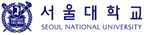 서울대학교
SEOUL NATIONAL UNIVERSITY